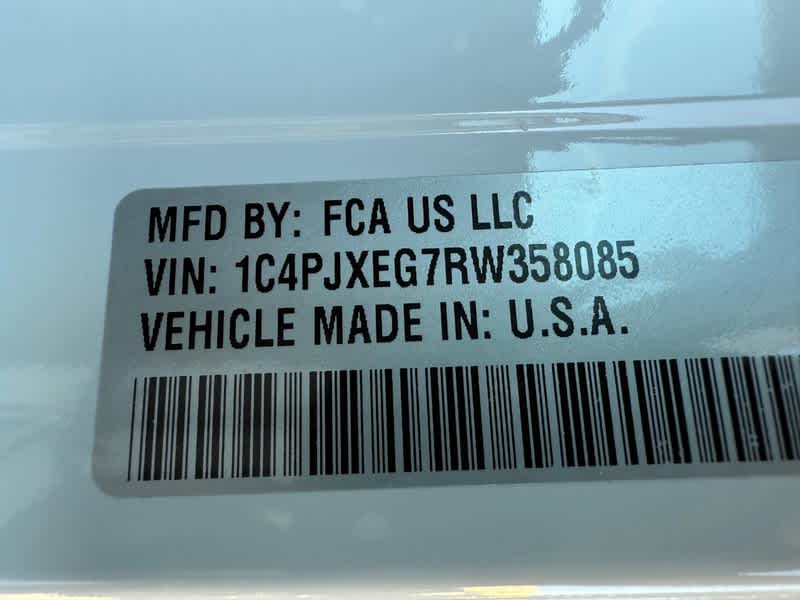 MFD BY: FCA US LLC
VIN: 1C4PJXEG7RW358085
VEHICLE MADE IN: U.S.A.